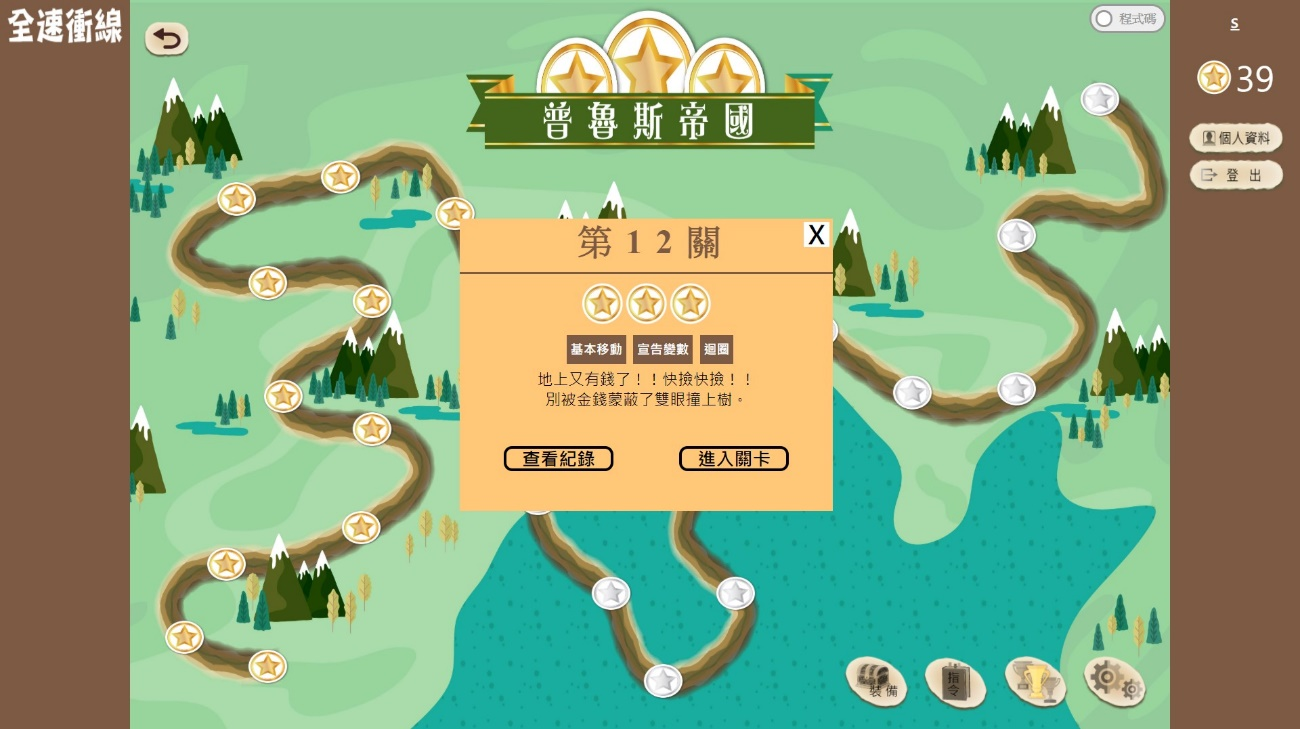 全速衝線
程式碼
s
39
普魯斯帝國
個人資料
登 出
第12關
X
基本移動 宣告變數 迴圈
地上又有錢了！！快撿快撿！！
別被金錢蒙蔽了雙眼撞上樹。
查看紀錄 進入關卡
裝備
指令